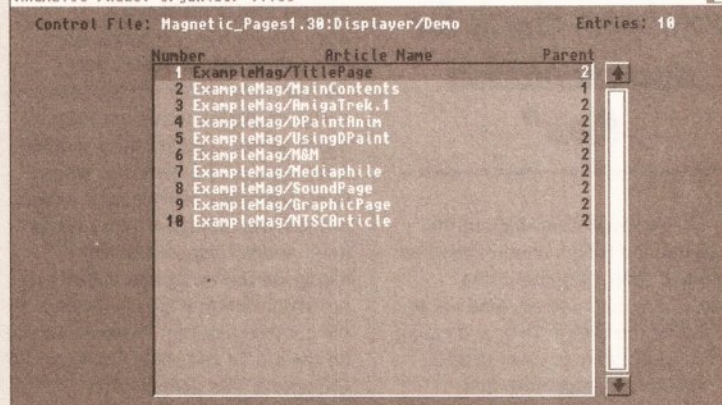 Control File: Magnetic_Pages1.30:Displayer/Demo Entries: 10
Number Article Name Parent
1 ExampleMag/TitlePage 2
2 ExampleMag/MainContents 1
3 ExampleMag/AmigaTrek.1 2
4 ExampleMag/DPaintAnim 2
5 ExampleMag/UsingDPaint 2
6 ExampleMag/M&M 2
7 ExampleMag/Mediaphile 2
8 ExampleMag/SoundPage 2
9 ExampleMag/GraphicPage 2
10 ExampleMag/NTSCArticle 2